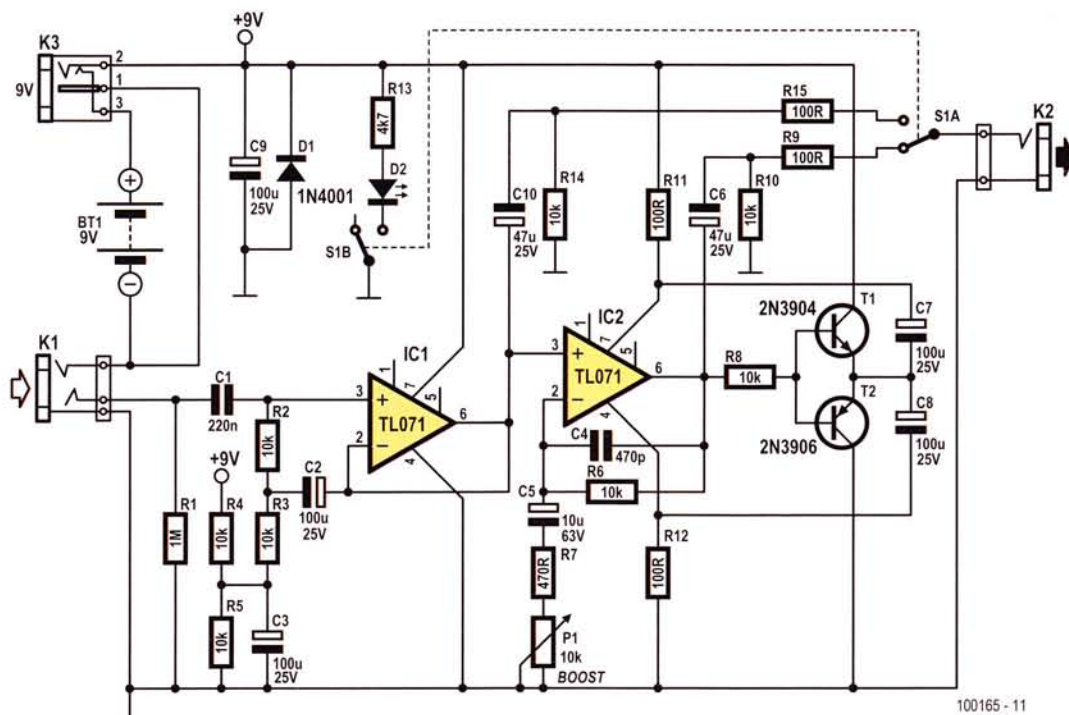 +9V
K3
2
1
3
9V
R13
4k7
C9
100u
25V
D1
1N4001
D2
S1B
BT1
9V
K1
C1
220n
R2
10k
+9V
R1
1M
R4
10k
R3
10k
R5
10k
C3
100u
25V
C2
100u
25V
IC1
TL071
3
2
1
7
5
6
4
C10
47u
25V
R14
10k
R15
100R
R9
100R
R11
100R
C6
47u
25V
R10
10k
S1A
K2
IC2
TL071
3
2
1
7
5
6
4
C4
470p
R6
10k
C5
10u
63V
R7
470R
P1
10k
BOOST
R12
100R
R8
10k
2N3904
T1
T2
2N3906
C7
100u
25V
C8
100u
25V
100165 - 11